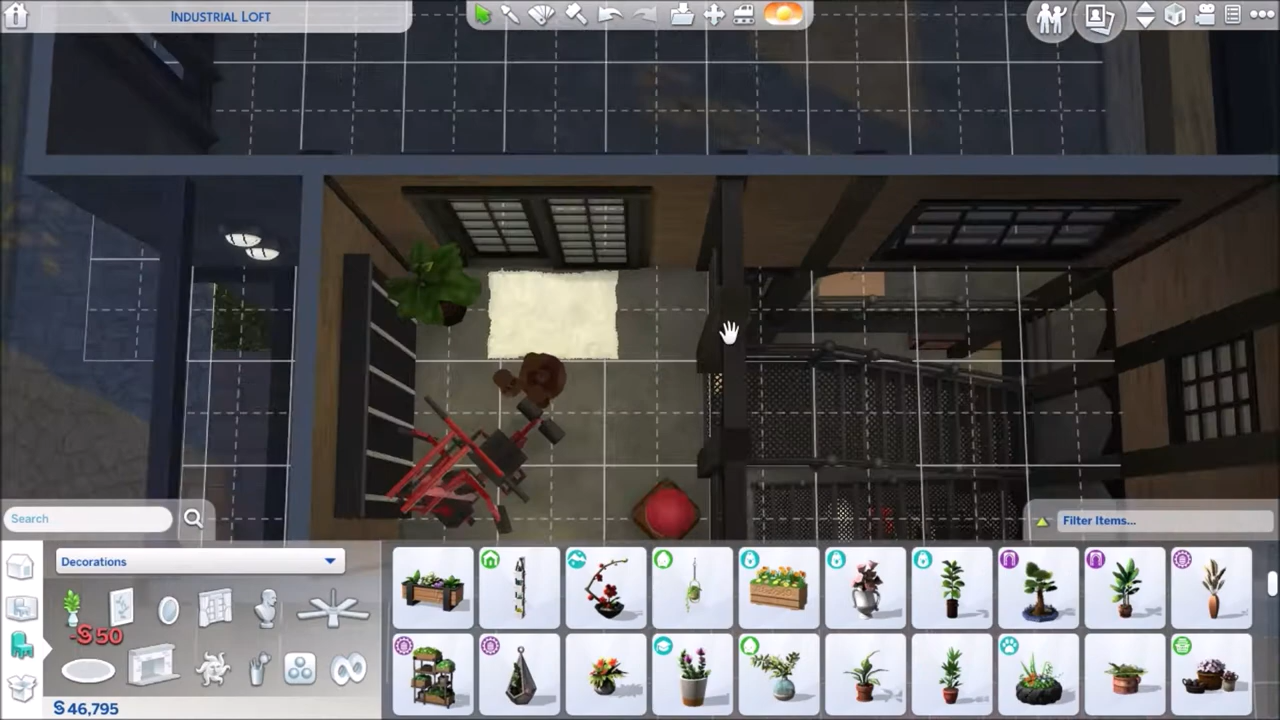 INDUSTRIAL LOFT
Search
Filter Items...
Decorations
-§50
§46,795